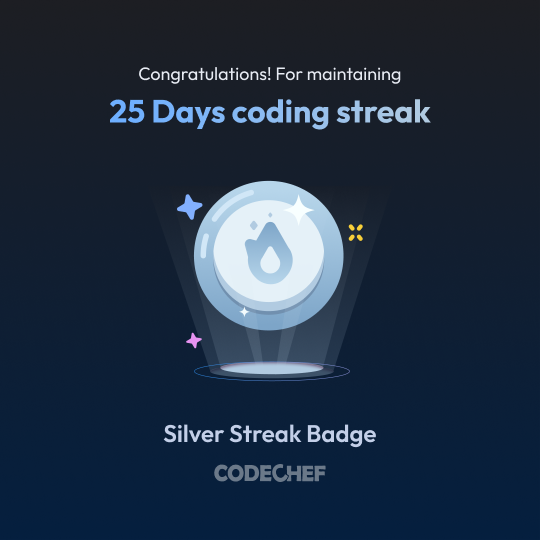 Congratulations! For maintaining
25 Days coding streak
Silver Streak Badge
CODECHEF